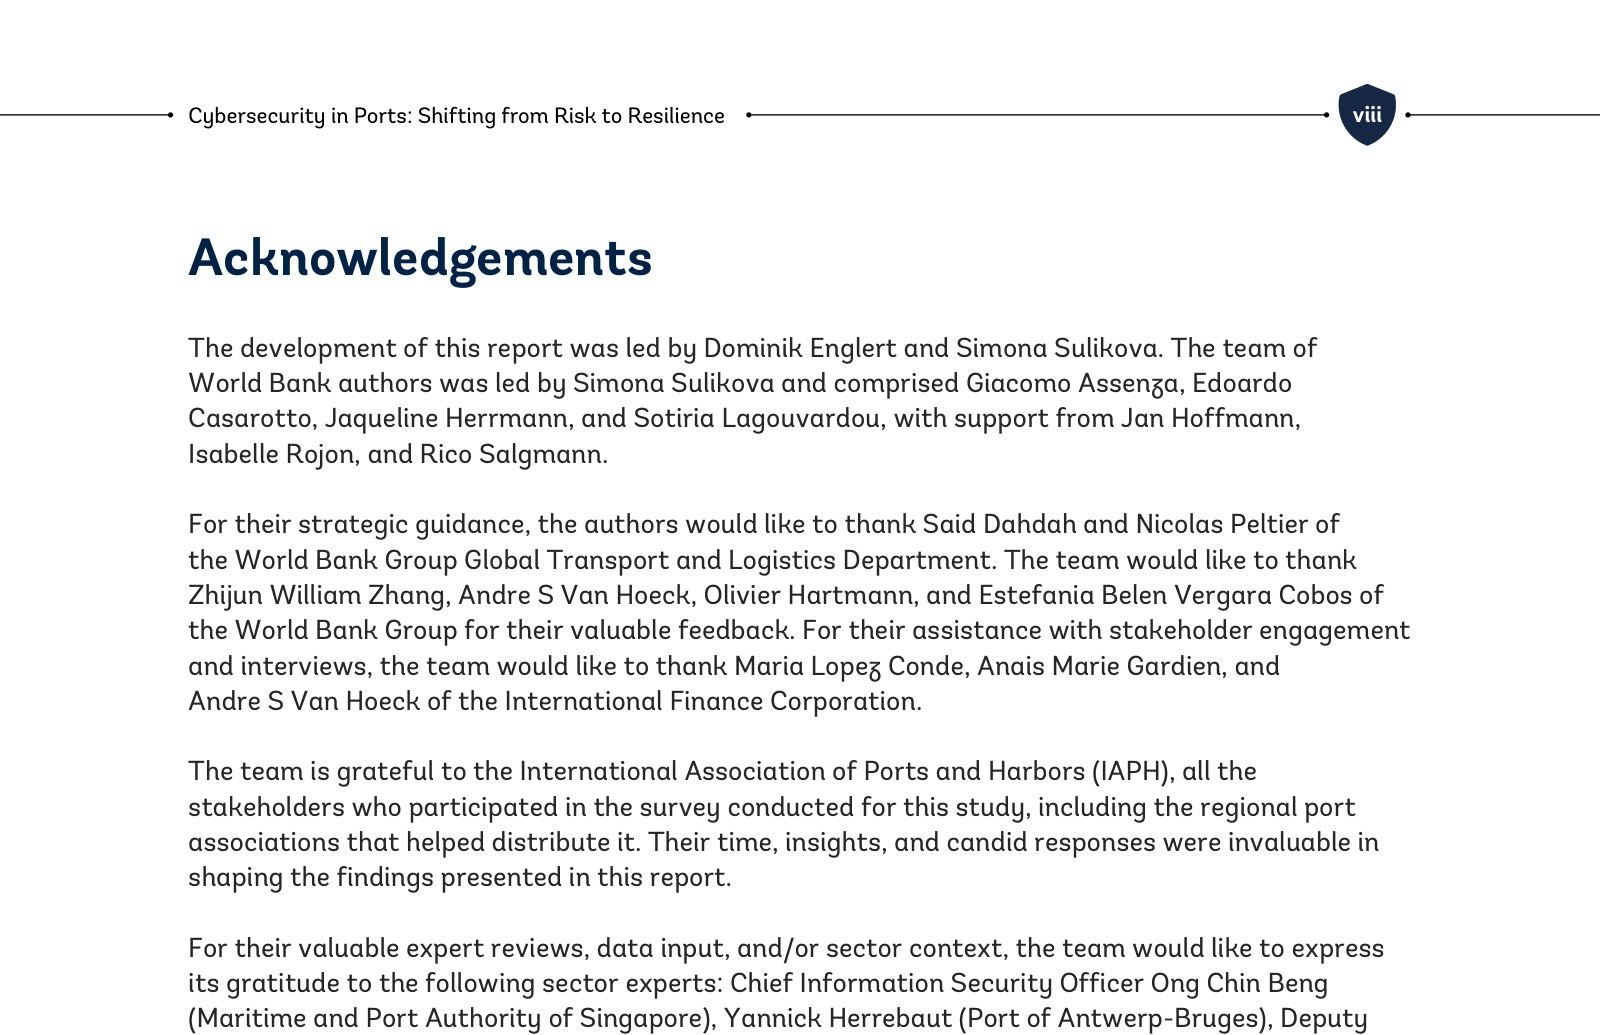 Cybersecurity in Ports: Shifting from Risk to Resilience
viii
Acknowledgements
The development of this report was led by Dominik Englert and Simona Sulikova. The team of
World Bank authors was led by Simona Sulikova and comprised Giacomo Assenza, Edoardo
Casarotto, Jaqueline Herrmann, and Sotiria Lagouvardou, with support from Jan Hoffmann,
Isabelle Rojon, and Rico Salgmann.
For their strategic guidance, the authors would like to thank Said Dahdah and Nicolas Peltier of
the World Bank Group Global Transport and Logistics Department. The team would like to thank
Zhijun William Zhang, Andre S Van Hoeck, Olivier Hartmann, and Estefania Belen Vergara Cobos of
the World Bank Group for their valuable feedback. For their assistance with stakeholder engagement
and interviews, the team would like to thank Maria Lopez Conde, Anais Marie Gardien, and
Andre S Van Hoeck of the International Finance Corporation.
The team is grateful to the International Association of Ports and Harbors (IAPH), all the
stakeholders who participated in the survey conducted for this study, including the regional port
associations that helped distribute it. Their time, insights, and candid responses were invaluable in
shaping the findings presented in this report.
For their valuable expert reviews, data input, and/or sector context, the team would like to express
its gratitude to the following sector experts: Chief Information Security Officer Ong Chin Beng
(Maritime and Port Authority of Singapore), Yannick Herrebaut (Port of Antwerp-Bruges), Deputy